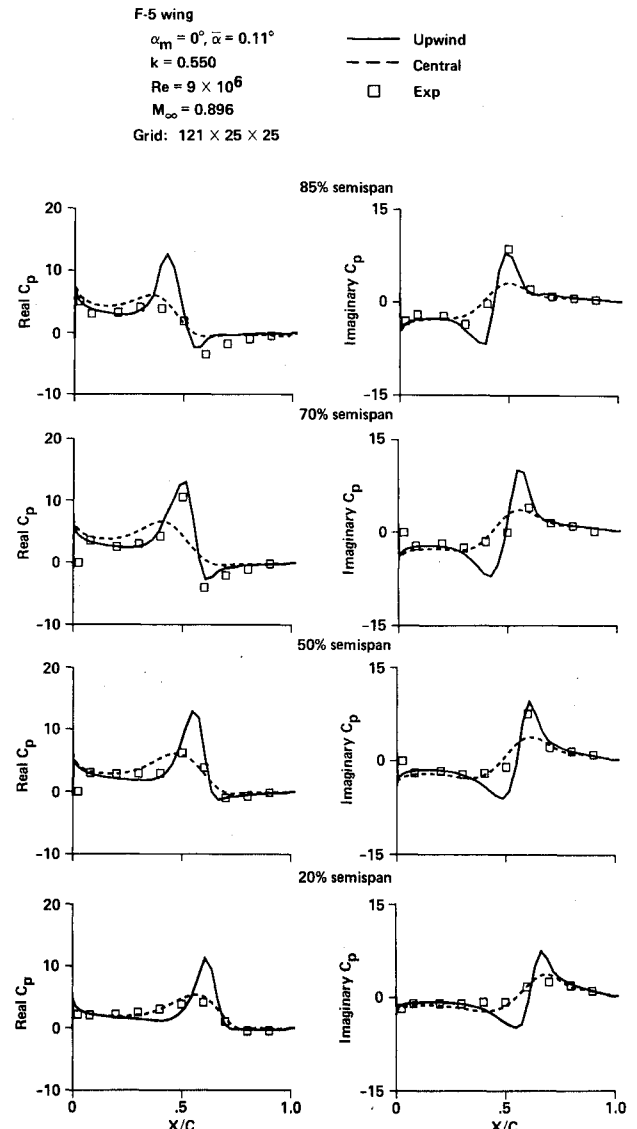 F-5 wing
αm = 0°, ᾱ = 0.11°
k = 0.550
Re = 9 × 10⁶
M∞ = 0.896
Grid: 121 × 25 × 25
Upwind
Central
Exp
85% semispan
20
10
0
-10
Real Cp
15
0
-15
Imaginary Cp
70% semispan
20
10
0
-10
Real Cp
15
0
-15
Imaginary Cp
50% semispan
20
10
0
-10
Real Cp
15
0
-15
Imaginary Cp
20% semispan
20
10
0
-10
Real Cp
0 .5 1.0
X/C
15
0
-15
Imaginary Cp
0 .5 1.0
X/C